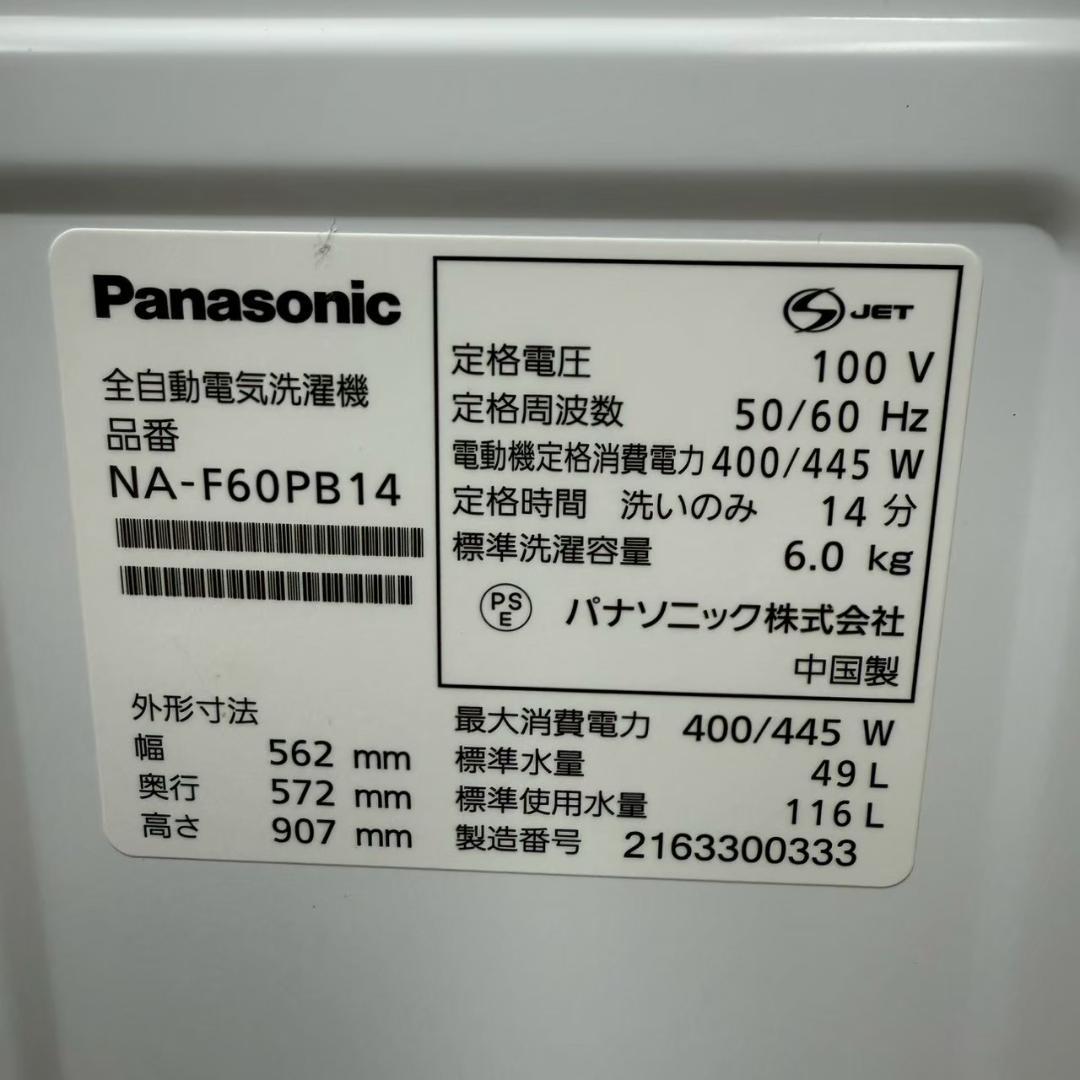 Panasonic
全自動電気洗濯機
品番
NA-F60PB14
外形寸法
幅 562 mm
奥行 572 mm
高さ 907 mm
S JET
定格電圧 100 V
定格周波数 50/60 Hz
電動機定格消費電力 400/445 W
定格時間 洗いのみ 14 分
標準洗濯容量 6.0 kg
PS E パナソニック株式会社
中国製
最大消費電力 400/445 W
標準水量 49 L
標準使用水量 116 L
製造番号 2163300333